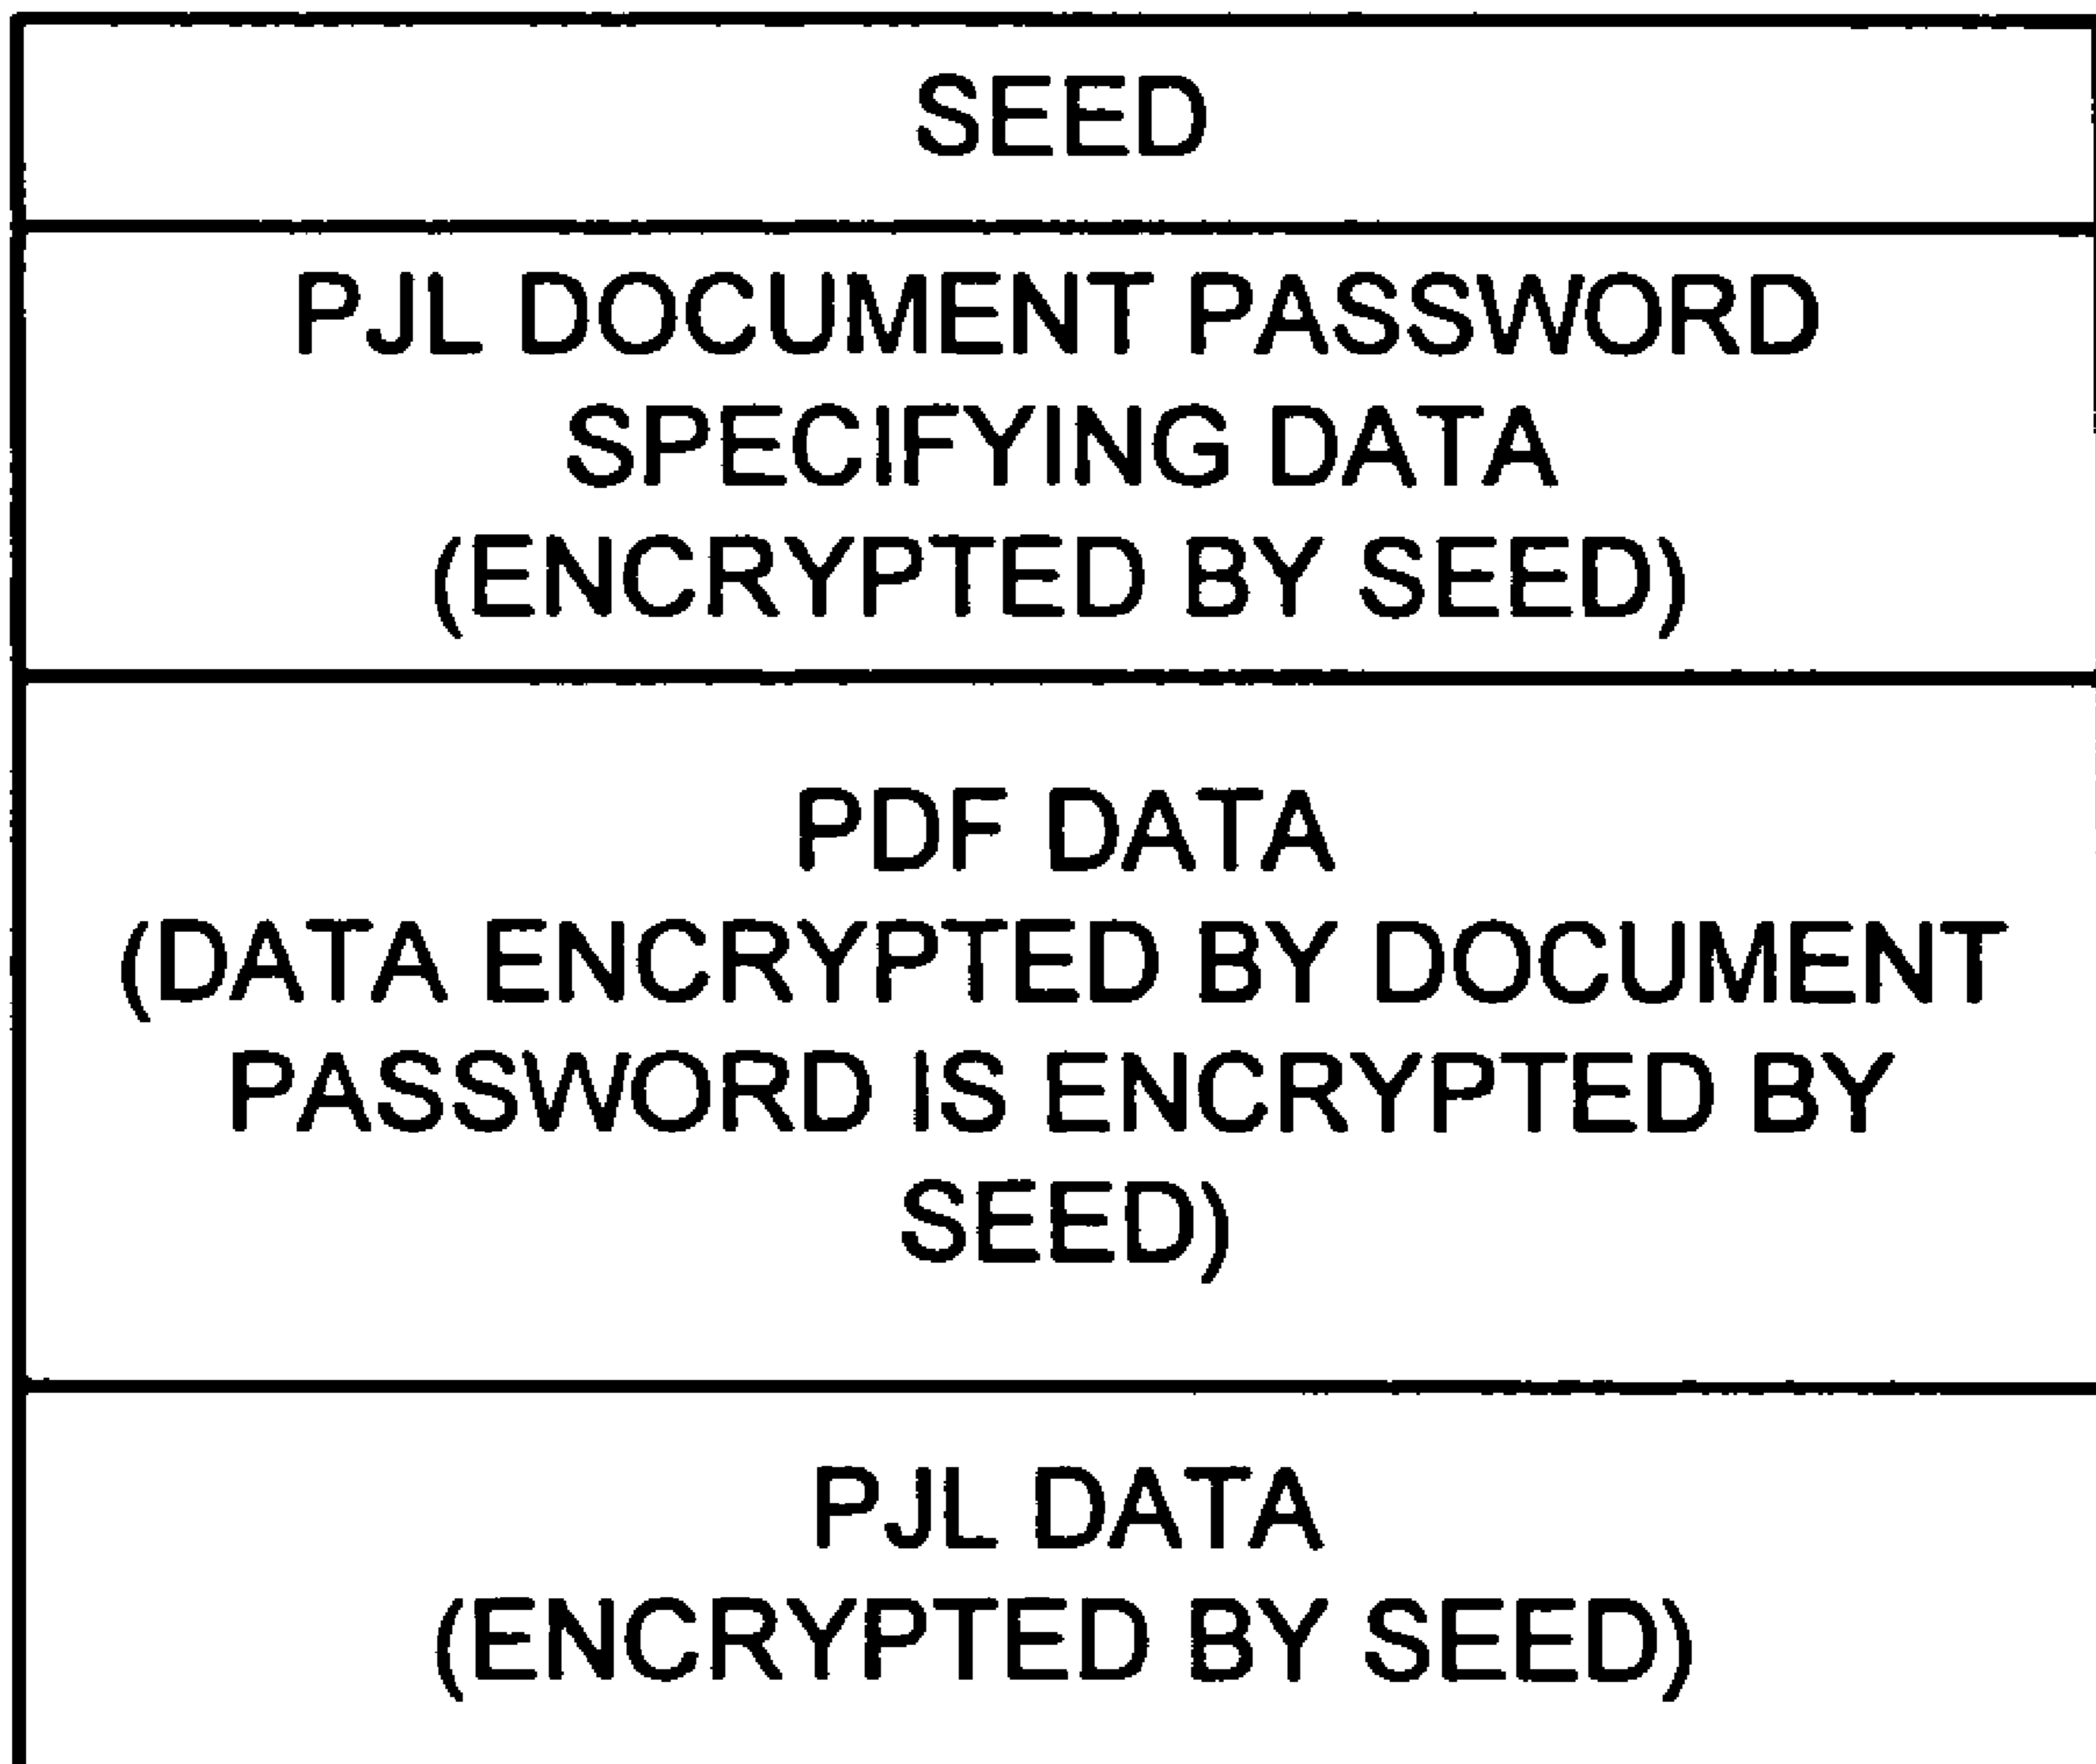 SEED
PJL DOCUMENT PASSWORD
SPECIFYING DATA
(ENCRYPTED BY SEED)
PDF DATA
(DATA ENCRYPTED BY DOCUMENT
PASSWORD IS ENCRYPTED BY
SEED)
PJL DATA
(ENCRYPTED BY SEED)